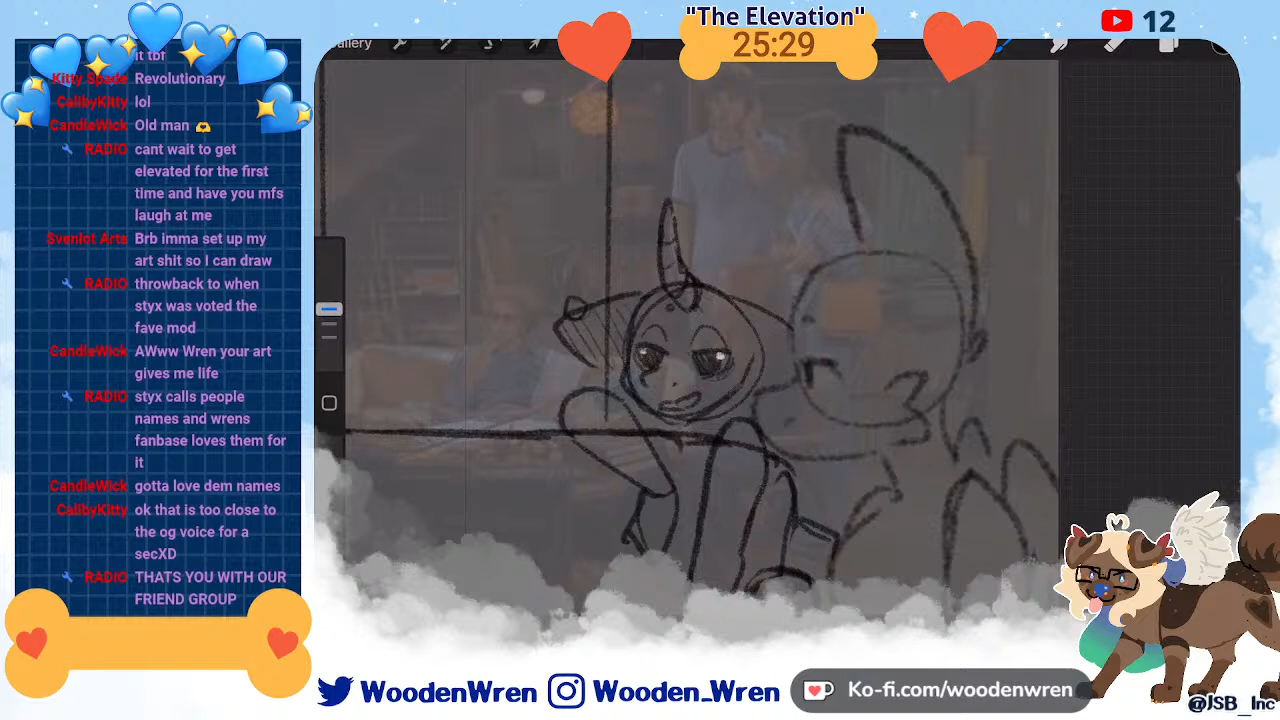 "The Elevation"
25:29
12
allery
it tbf
Kitty Spade Revolutionary
CalibyKitty lol
CandleWick Old man
RADIO cant wait to get
elevated for the first
time and have you mfs
laugh at me
Sveniot Arts Brb imma set up my
art shit so I can draw
RADIO throwback to when
styx was voted the
fave mod
CandleWick AWww Wren your art
gives me life
RADIO styx calls people
names and wrens
fanbase loves them for
it
CandleWick gotta love dem names
CalibyKitty ok that is too close to
the og voice for a
secXD
RADIO THATS YOU WITH OUR
FRIEND GROUP
WoodenWren
Wooden_Wren
Ko-fi.com/woodenwren
@JSB_Inc